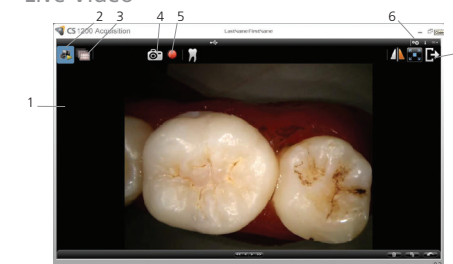 Live Video
2 3 4 5 6
CS 1200 Acquisition
Lastname Firstname
1